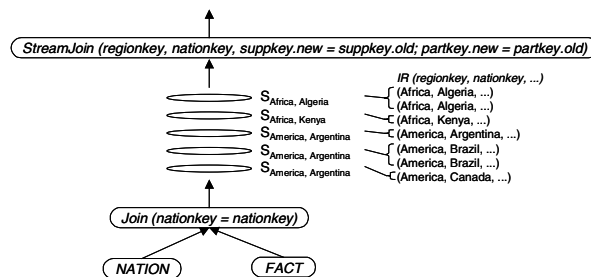 StreamJoin (regionkey, nationkey, suppkey.new = suppkey.old; partkey.new = partkey.old)
IR (regionkey, nationkey, ...)
S Africa, Algeria
(Africa, Algeria, ...)
(Africa, Algeria, ...)
S Africa, Kenya
(Africa, Kenya, ...)
S America, Argentina
(America, Argentina, ...)
S America, Argentina
(America, Brazil, ...)
(America, Brazil, ...)
S America, Argentina
(America, Canada, ...)
Join (nationkey = nationkey)
NATION
FACT